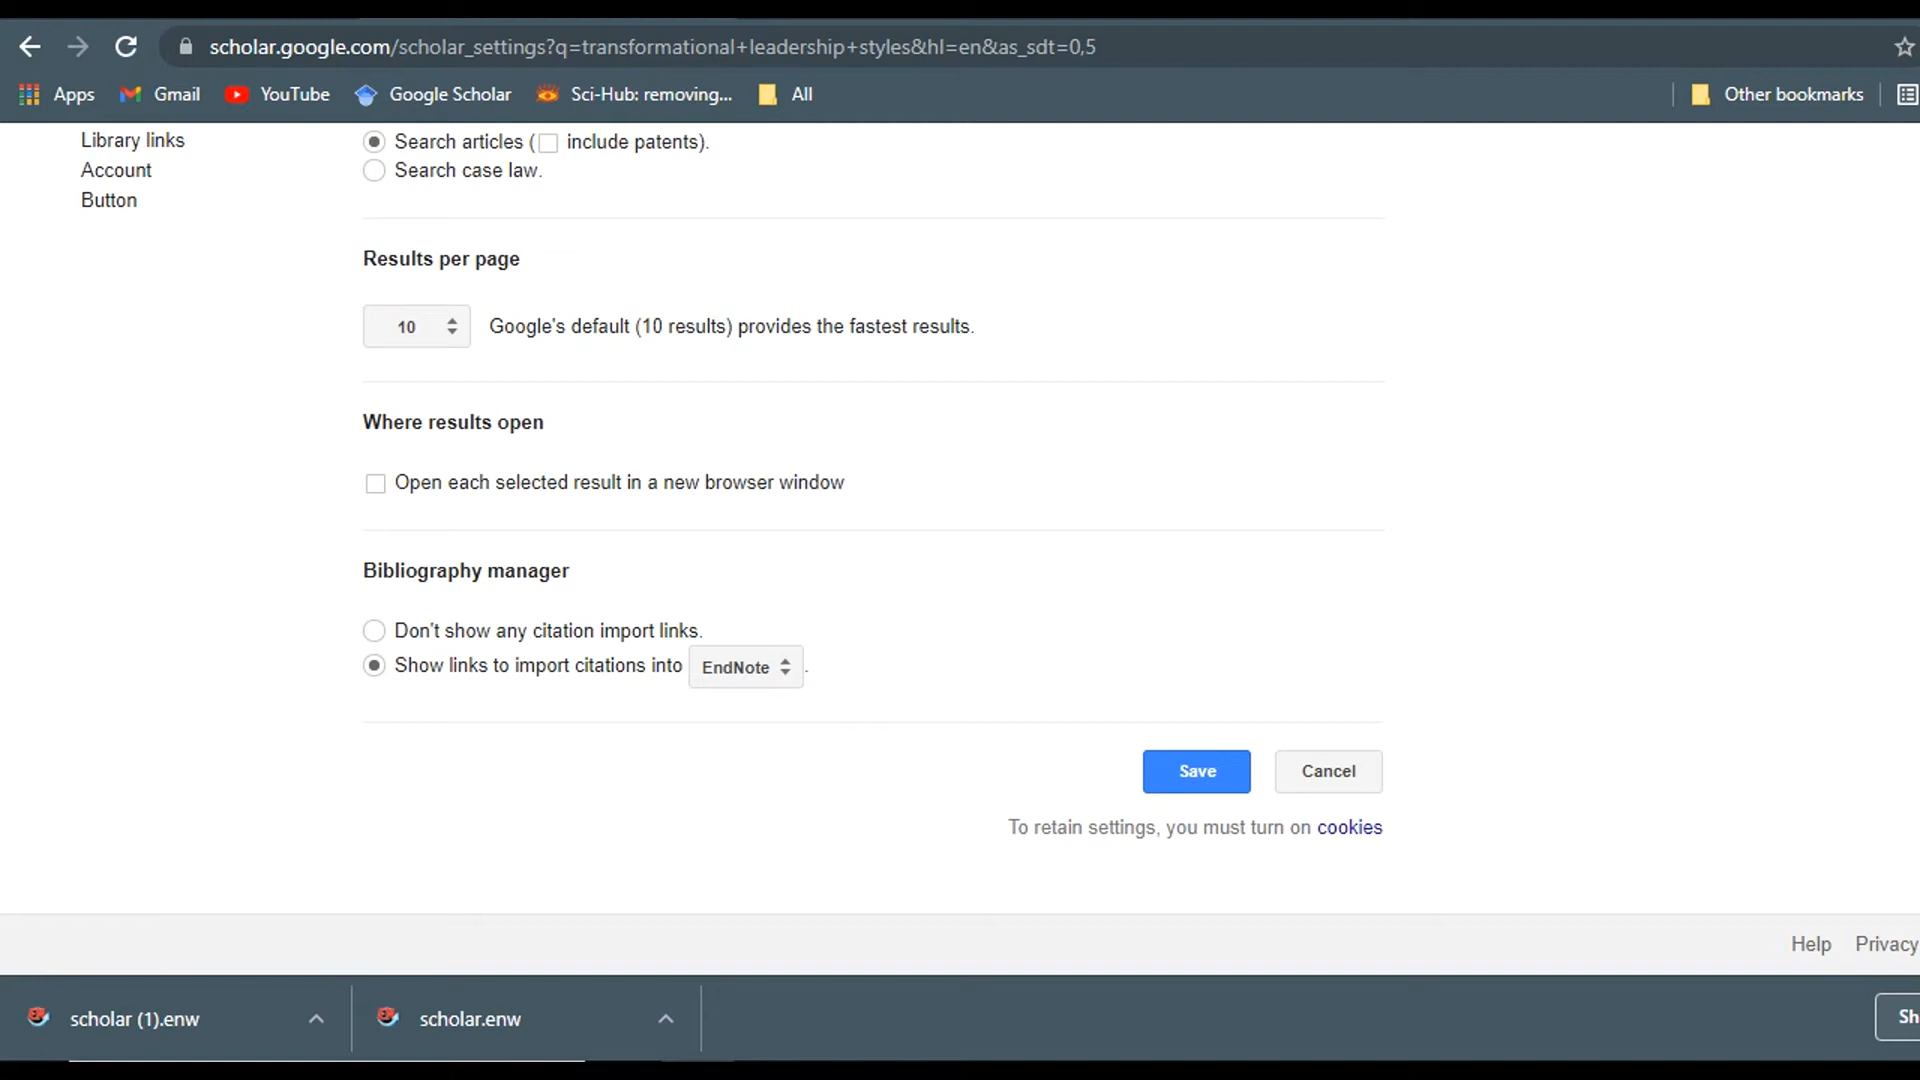 scholar.google.com/scholar_settings?q=transformational+leadership+styles&hl=en&as_sdt=0,5
Apps Gmail YouTube Google Scholar Sci-Hub: removing... All Other bookmarks
Library links
Account
Button
Search articles ( include patents).
Search case law.
Results per page
10 Google's default (10 results) provides the fastest results.
Where results open
Open each selected result in a new browser window
Bibliography manager
Don't show any citation import links.
Show links to import citations into EndNote .
Save Cancel
To retain settings, you must turn on cookies
Help Privacy
scholar (1).enw scholar.enw Sh